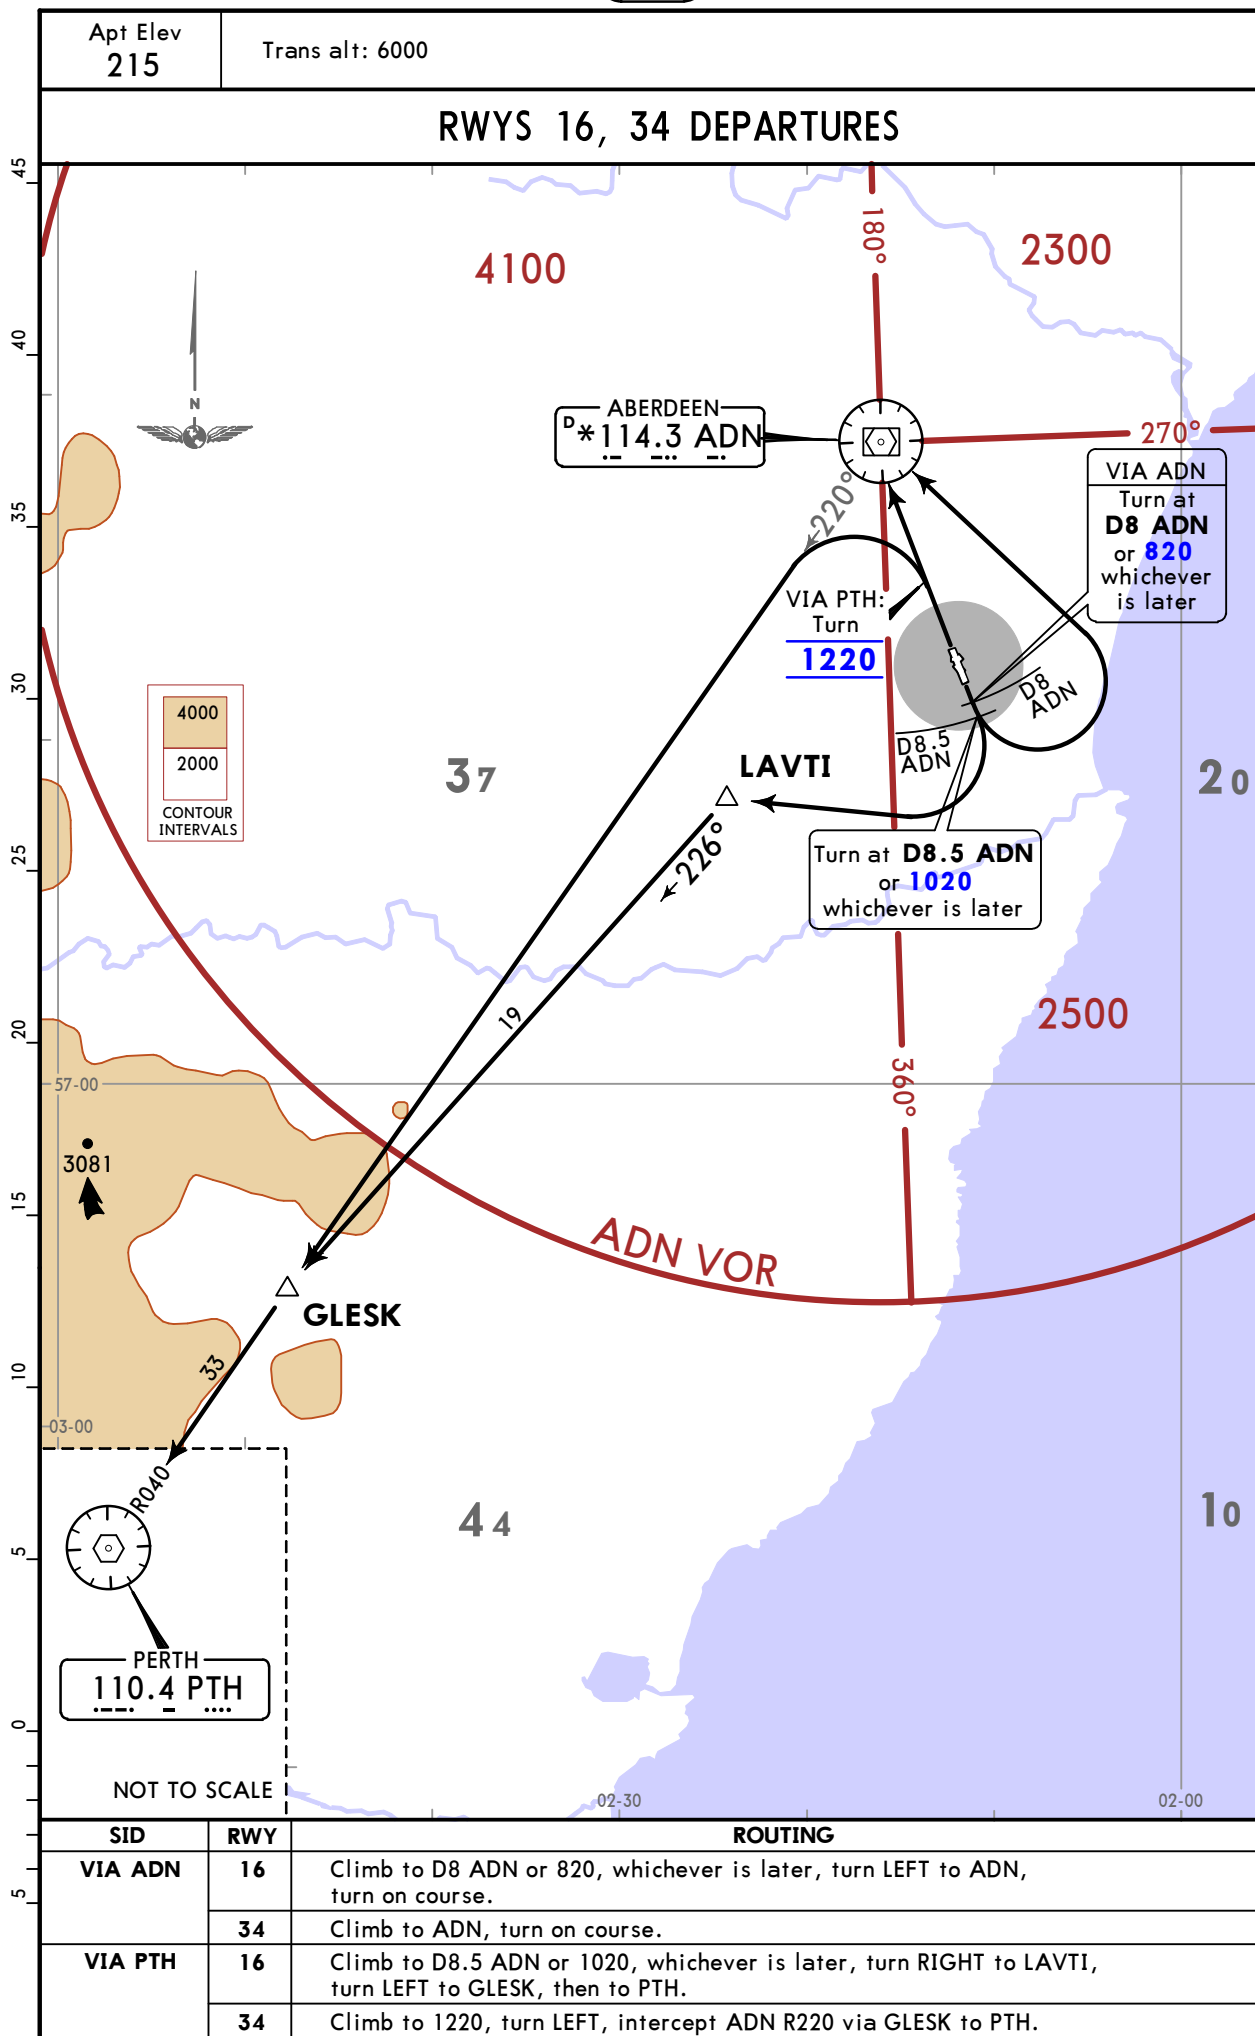 Apt Elev
215
Trans alt: 6000
RWYS 16, 34 DEPARTURES
45
40
35
30
25
20
15
10
5
0
5
4100
2300
180°
N
ABERDEEN
D *114.3 ADN
270°
VIA ADN
Turn at
D8 ADN
or 820
whichever
is later
220°
VIA PTH:
Turn
1220
D8
ADN
D8.5
ADN
4000
2000
CONTOUR
INTERVALS
37
LAVTI
20
226°
Turn at D8.5 ADN
or 1020
whichever is later
19
2500
57-00
360°
3081
ADN VOR
GLESK
33
03-00
R040
44
10
PERTH
110.4 PTH
NOT TO SCALE
02-30
02-00
SID RWY ROUTING
VIA ADN 16 Climb to D8 ADN or 820, whichever is later, turn LEFT to ADN,
turn on course.
34 Climb to ADN, turn on course.
VIA PTH 16 Climb to D8.5 ADN or 1020, whichever is later, turn RIGHT to LAVTI,
turn LEFT to GLESK, then to PTH.
34 Climb to 1220, turn LEFT, intercept ADN R220 via GLESK to PTH.